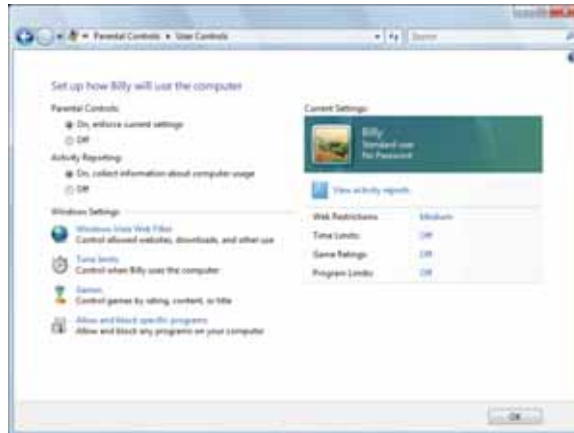 Parental Controls ▸ User Controls
Search
Set up how Billy will use the computer
Parental Controls:
On, enforce current settings
Off
Activity Reporting:
On, collect information about computer usage
Off
Windows Settings
Windows Vista Web Filter
Control allowed websites, downloads, and other use
Time limits
Control when Billy uses the computer
Games
Control games by rating, content, or title
Allow and block specific programs
Allow and block any programs on your computer
Current Settings:
Billy
Standard user
No Password
View activity reports
Web Restrictions: Medium
Time Limits: Off
Game Ratings: Off
Program Limits: Off
OK